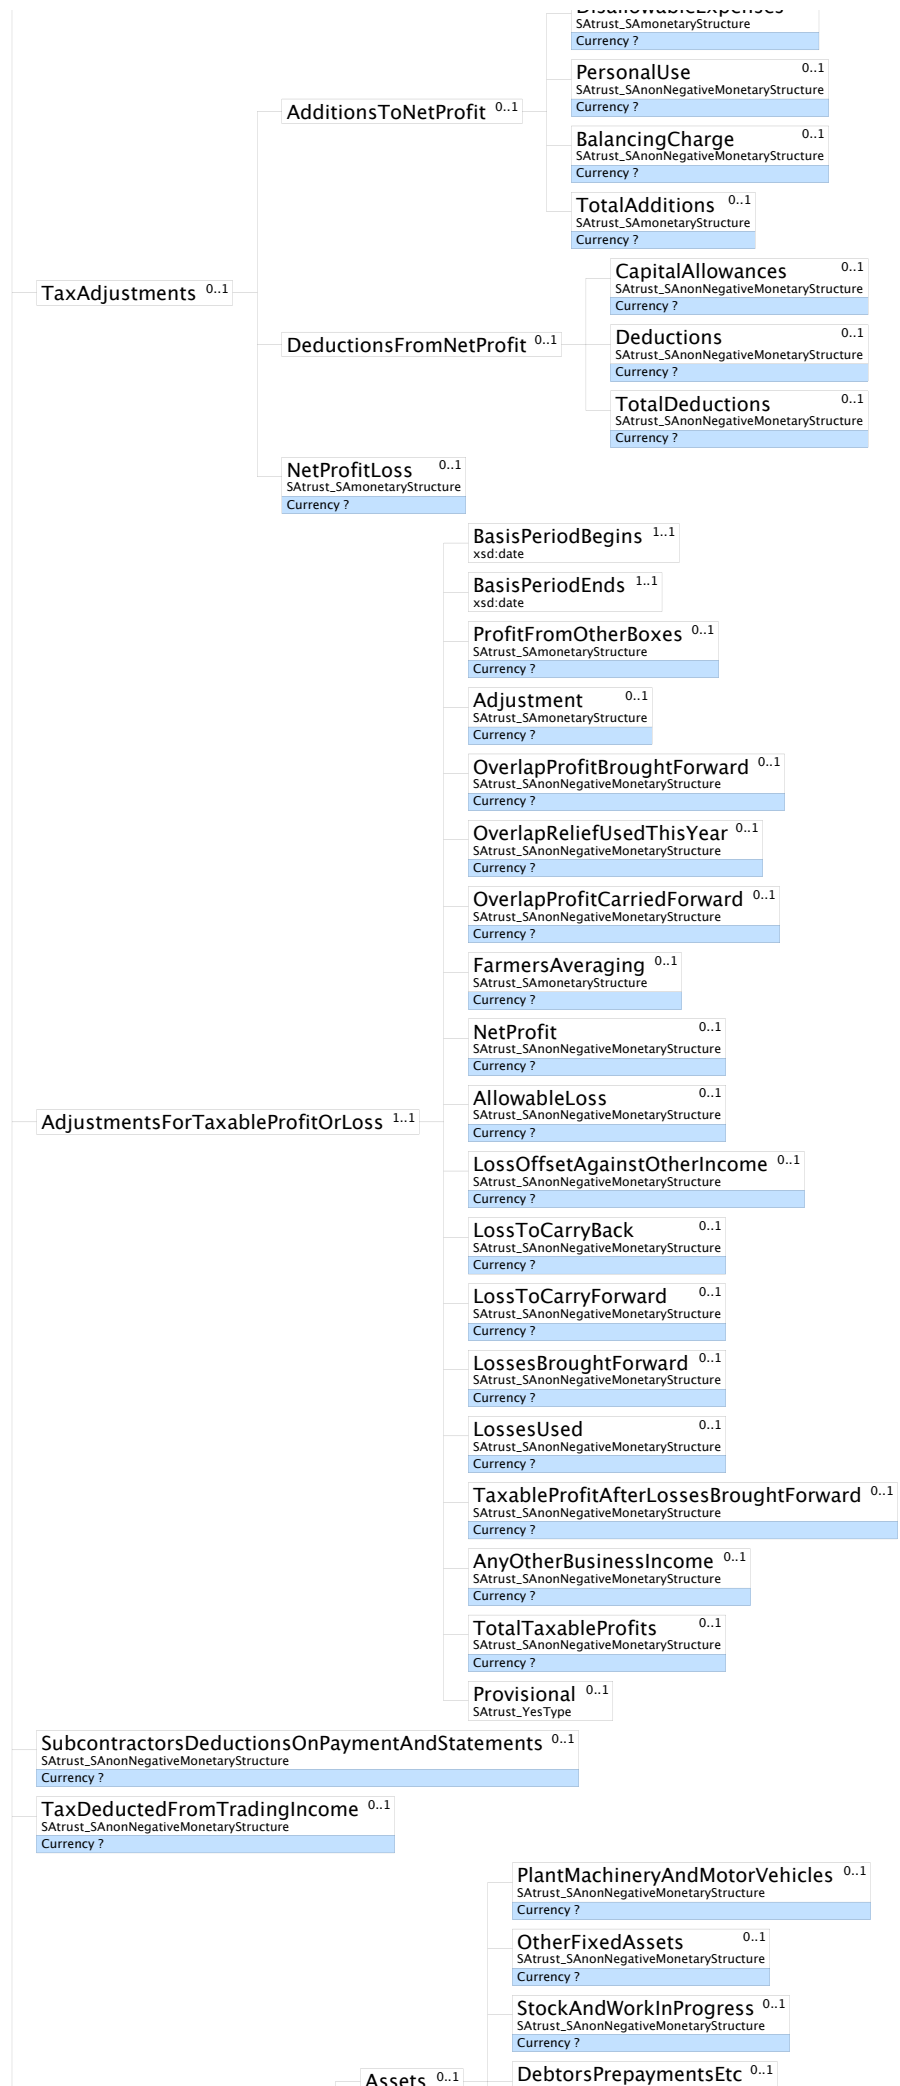 DisallowableExpenses
SAtrust_SAmonetaryStructure
Currency ?
PersonalUse 0..1
SAtrust_SAnonNegativeMonetaryStructure
Currency ?
AdditionsToNetProfit 0..1
BalancingCharge 0..1
SAtrust_SAnonNegativeMonetaryStructure
Currency ?
TotalAdditions 0..1
SAtrust_SAmonetaryStructure
Currency ?
TaxAdjustments 0..1
CapitalAllowances 0..1
SAtrust_SAnonNegativeMonetaryStructure
Currency ?
DeductionsFromNetProfit 0..1
Deductions 0..1
SAtrust_SAnonNegativeMonetaryStructure
Currency ?
TotalDeductions 0..1
SAtrust_SAnonNegativeMonetaryStructure
Currency ?
NetProfitLoss 0..1
SAtrust_SAmonetaryStructure
Currency ?
BasisPeriodBegins 1..1
xsd:date
BasisPeriodEnds 1..1
xsd:date
ProfitFromOtherBoxes 0..1
SAtrust_SAmonetaryStructure
Currency ?
Adjustment 0..1
SAtrust_SAmonetaryStructure
Currency ?
OverlapProfitBroughtForward 0..1
SAtrust_SAnonNegativeMonetaryStructure
Currency ?
OverlapReliefUsedThisYear 0..1
SAtrust_SAnonNegativeMonetaryStructure
Currency ?
OverlapProfitCarriedForward 0..1
SAtrust_SAnonNegativeMonetaryStructure
Currency ?
FarmersAveraging 0..1
SAtrust_SAmonetaryStructure
Currency ?
NetProfit 0..1
SAtrust_SAnonNegativeMonetaryStructure
Currency ?
AdjustmentsForTaxableProfitOrLoss 1..1
AllowableLoss 0..1
SAtrust_SAnonNegativeMonetaryStructure
Currency ?
LossOffsetAgainstOtherIncome 0..1
SAtrust_SAnonNegativeMonetaryStructure
Currency ?
LossToCarryBack 0..1
SAtrust_SAnonNegativeMonetaryStructure
Currency ?
LossToCarryForward 0..1
SAtrust_SAnonNegativeMonetaryStructure
Currency ?
LossesBroughtForward 0..1
SAtrust_SAnonNegativeMonetaryStructure
Currency ?
LossesUsed 0..1
SAtrust_SAnonNegativeMonetaryStructure
Currency ?
TaxableProfitAfterLossesBroughtForward 0..1
SAtrust_SAnonNegativeMonetaryStructure
Currency ?
AnyOtherBusinessIncome 0..1
SAtrust_SAnonNegativeMonetaryStructure
Currency ?
TotalTaxableProfits 0..1
SAtrust_SAnonNegativeMonetaryStructure
Currency ?
Provisional 0..1
SAtrust_YesType
SubcontractorsDeductionsOnPaymentAndStatements 0..1
SAtrust_SAnonNegativeMonetaryStructure
Currency ?
TaxDeductedFromTradingIncome 0..1
SAtrust_SAnonNegativeMonetaryStructure
Currency ?
PlantMachineryAndMotorVehicles 0..1
SAtrust_SAnonNegativeMonetaryStructure
Currency ?
OtherFixedAssets 0..1
SAtrust_SAnonNegativeMonetaryStructure
Currency ?
StockAndWorkInProgress 0..1
SAtrust_SAnonNegativeMonetaryStructure
Currency ?
Assets 0..1
DebtorsPrepaymentsEtc 0..1